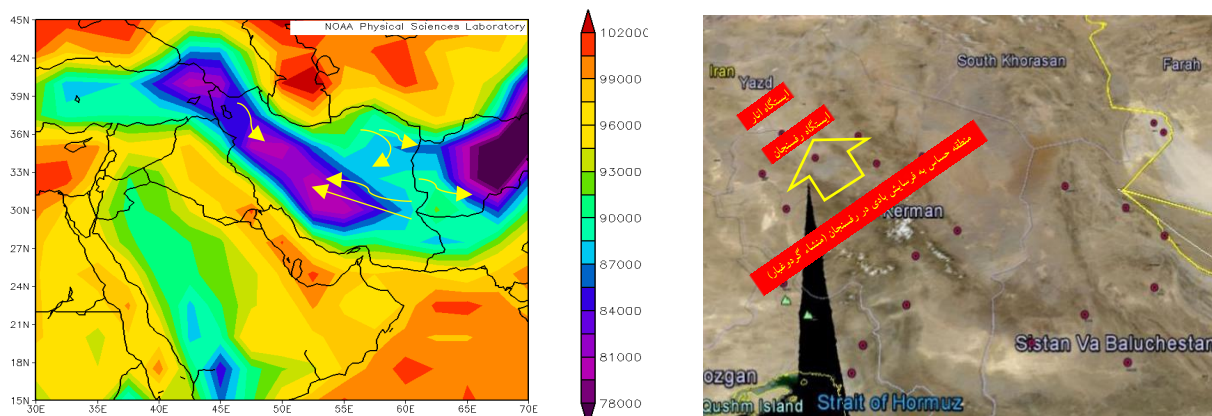 NOAA Physical Sciences Laboratory
45N
42N
39N
36N
33N
30N
27N
24N
21N
18N
15N
30E
35E
40E
45E
50E
55E
60E
65E
70E
102000
99000
96000
93000
90000
87000
84000
81000
78000
Iran
Yazd
South Khorasan
Farah
ایستگاه انار
ایستگاه رفسنجان
منطقه حساس به فرسایش بادی در رفسنجان (منشاء گردوغبار)
Kerman
Sistan Va Baluchestan
ozgan
Qushm Island
Strait of Hormuz